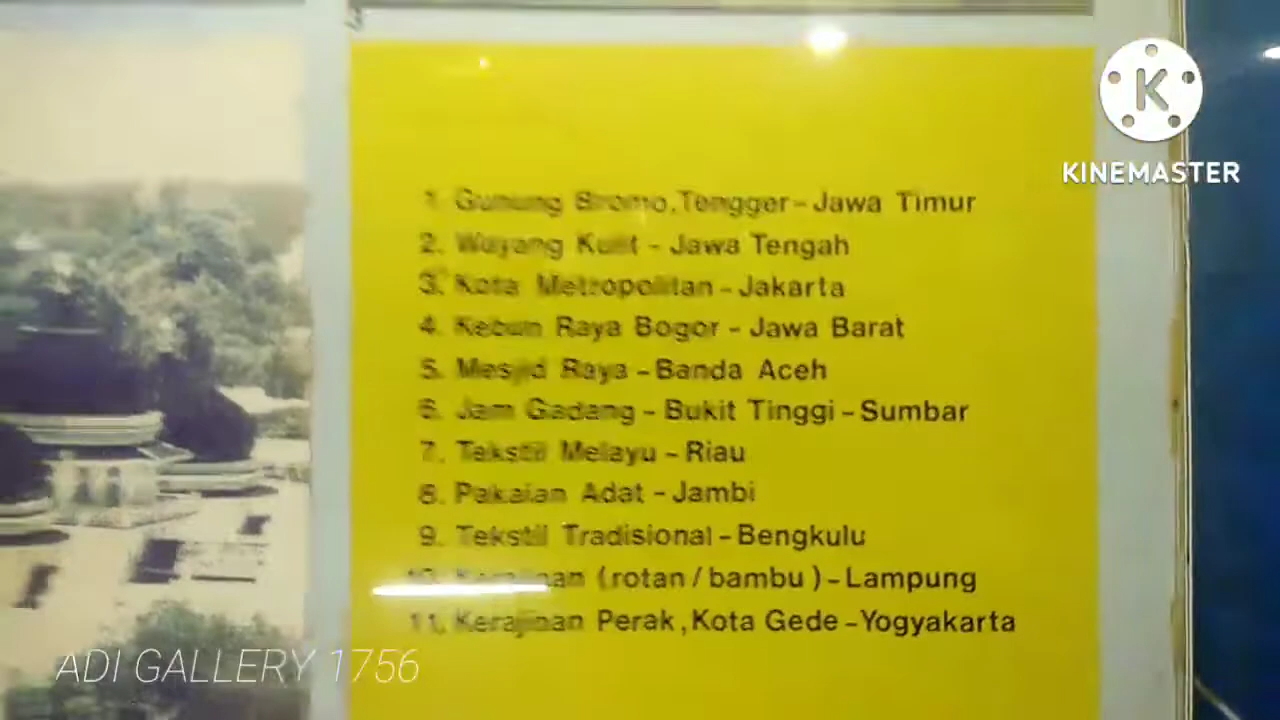 K
KINEMASTER
1. Gunung Bromo, Tengger - Jawa Timur
2. Wayang Kulit - Jawa Tengah
3. Kota Metropolitan - Jakarta
4. Kebun Raya Bogor - Jawa Barat
5. Mesjid Raya - Banda Aceh
6. Jam Gadang - Bukit Tinggi - Sumbar
7. Tekstil Melayu - Riau
8. Pakaian Adat - Jambi
9. Tekstil Tradisional - Bengkulu
10. Kerajinan (rotan / bambu ) - Lampung
11. Kerajinan Perak, Kota Gede - Yogyakarta
ADI GALLERY 1756